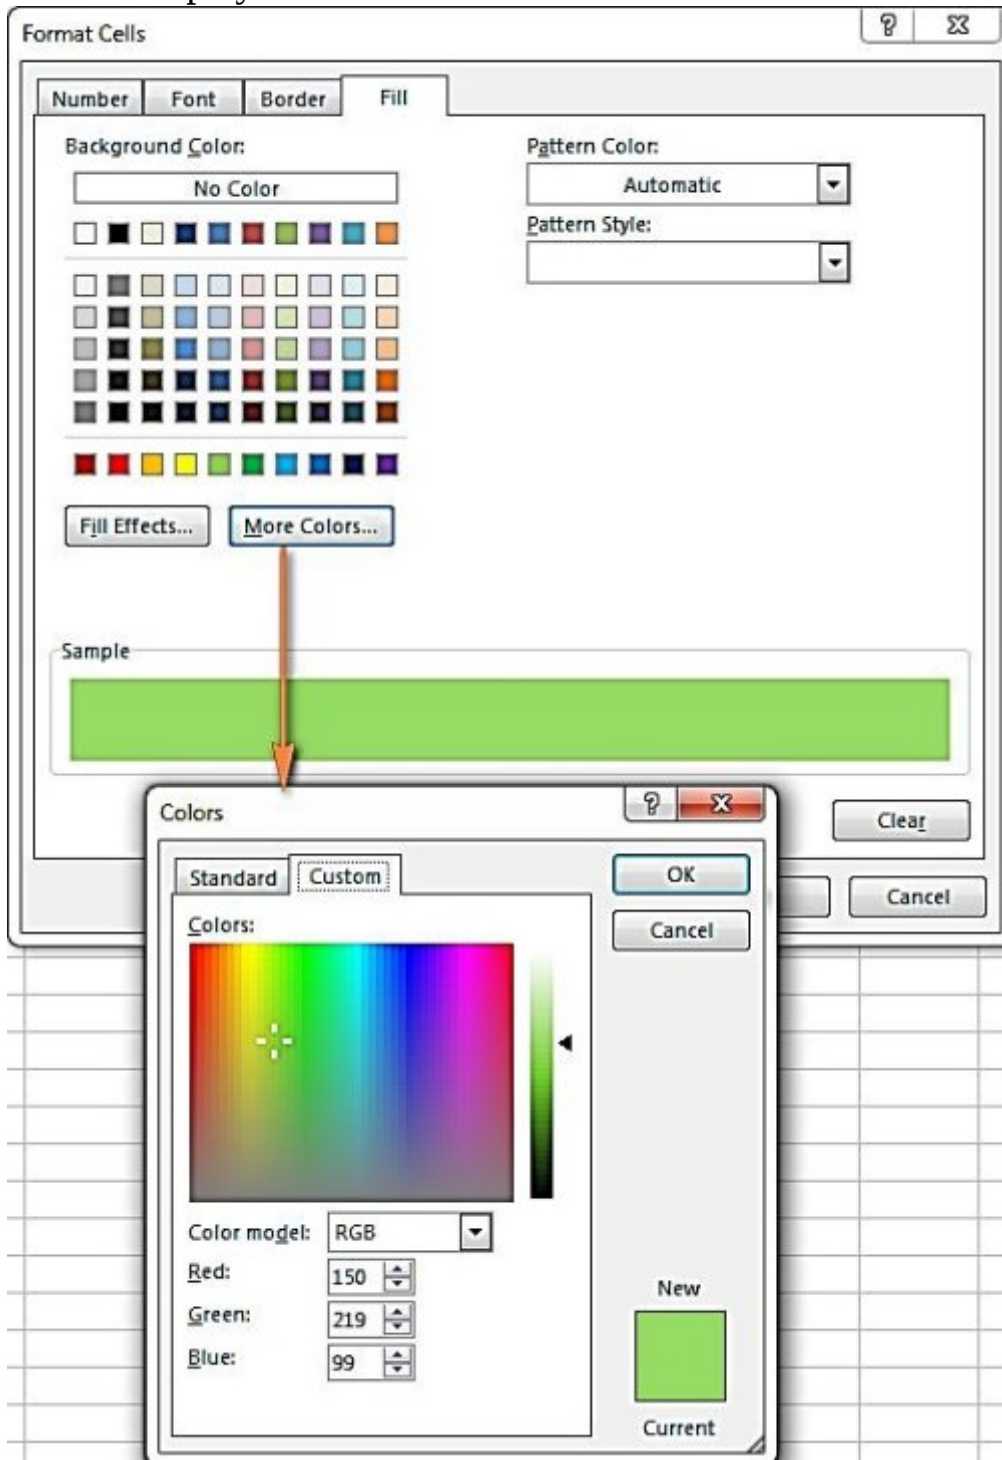 Format Cells
Number Font Border Fill
Background Color:
No Color
Pattern Color:
Automatic
Pattern Style:
Fill Effects... More Colors...
Sample
Clear
Cancel
Colors
Standard Custom
OK
Cancel
Colors:
Color model: RGB
Red: 150
Green: 219
Blue: 99
New
Current